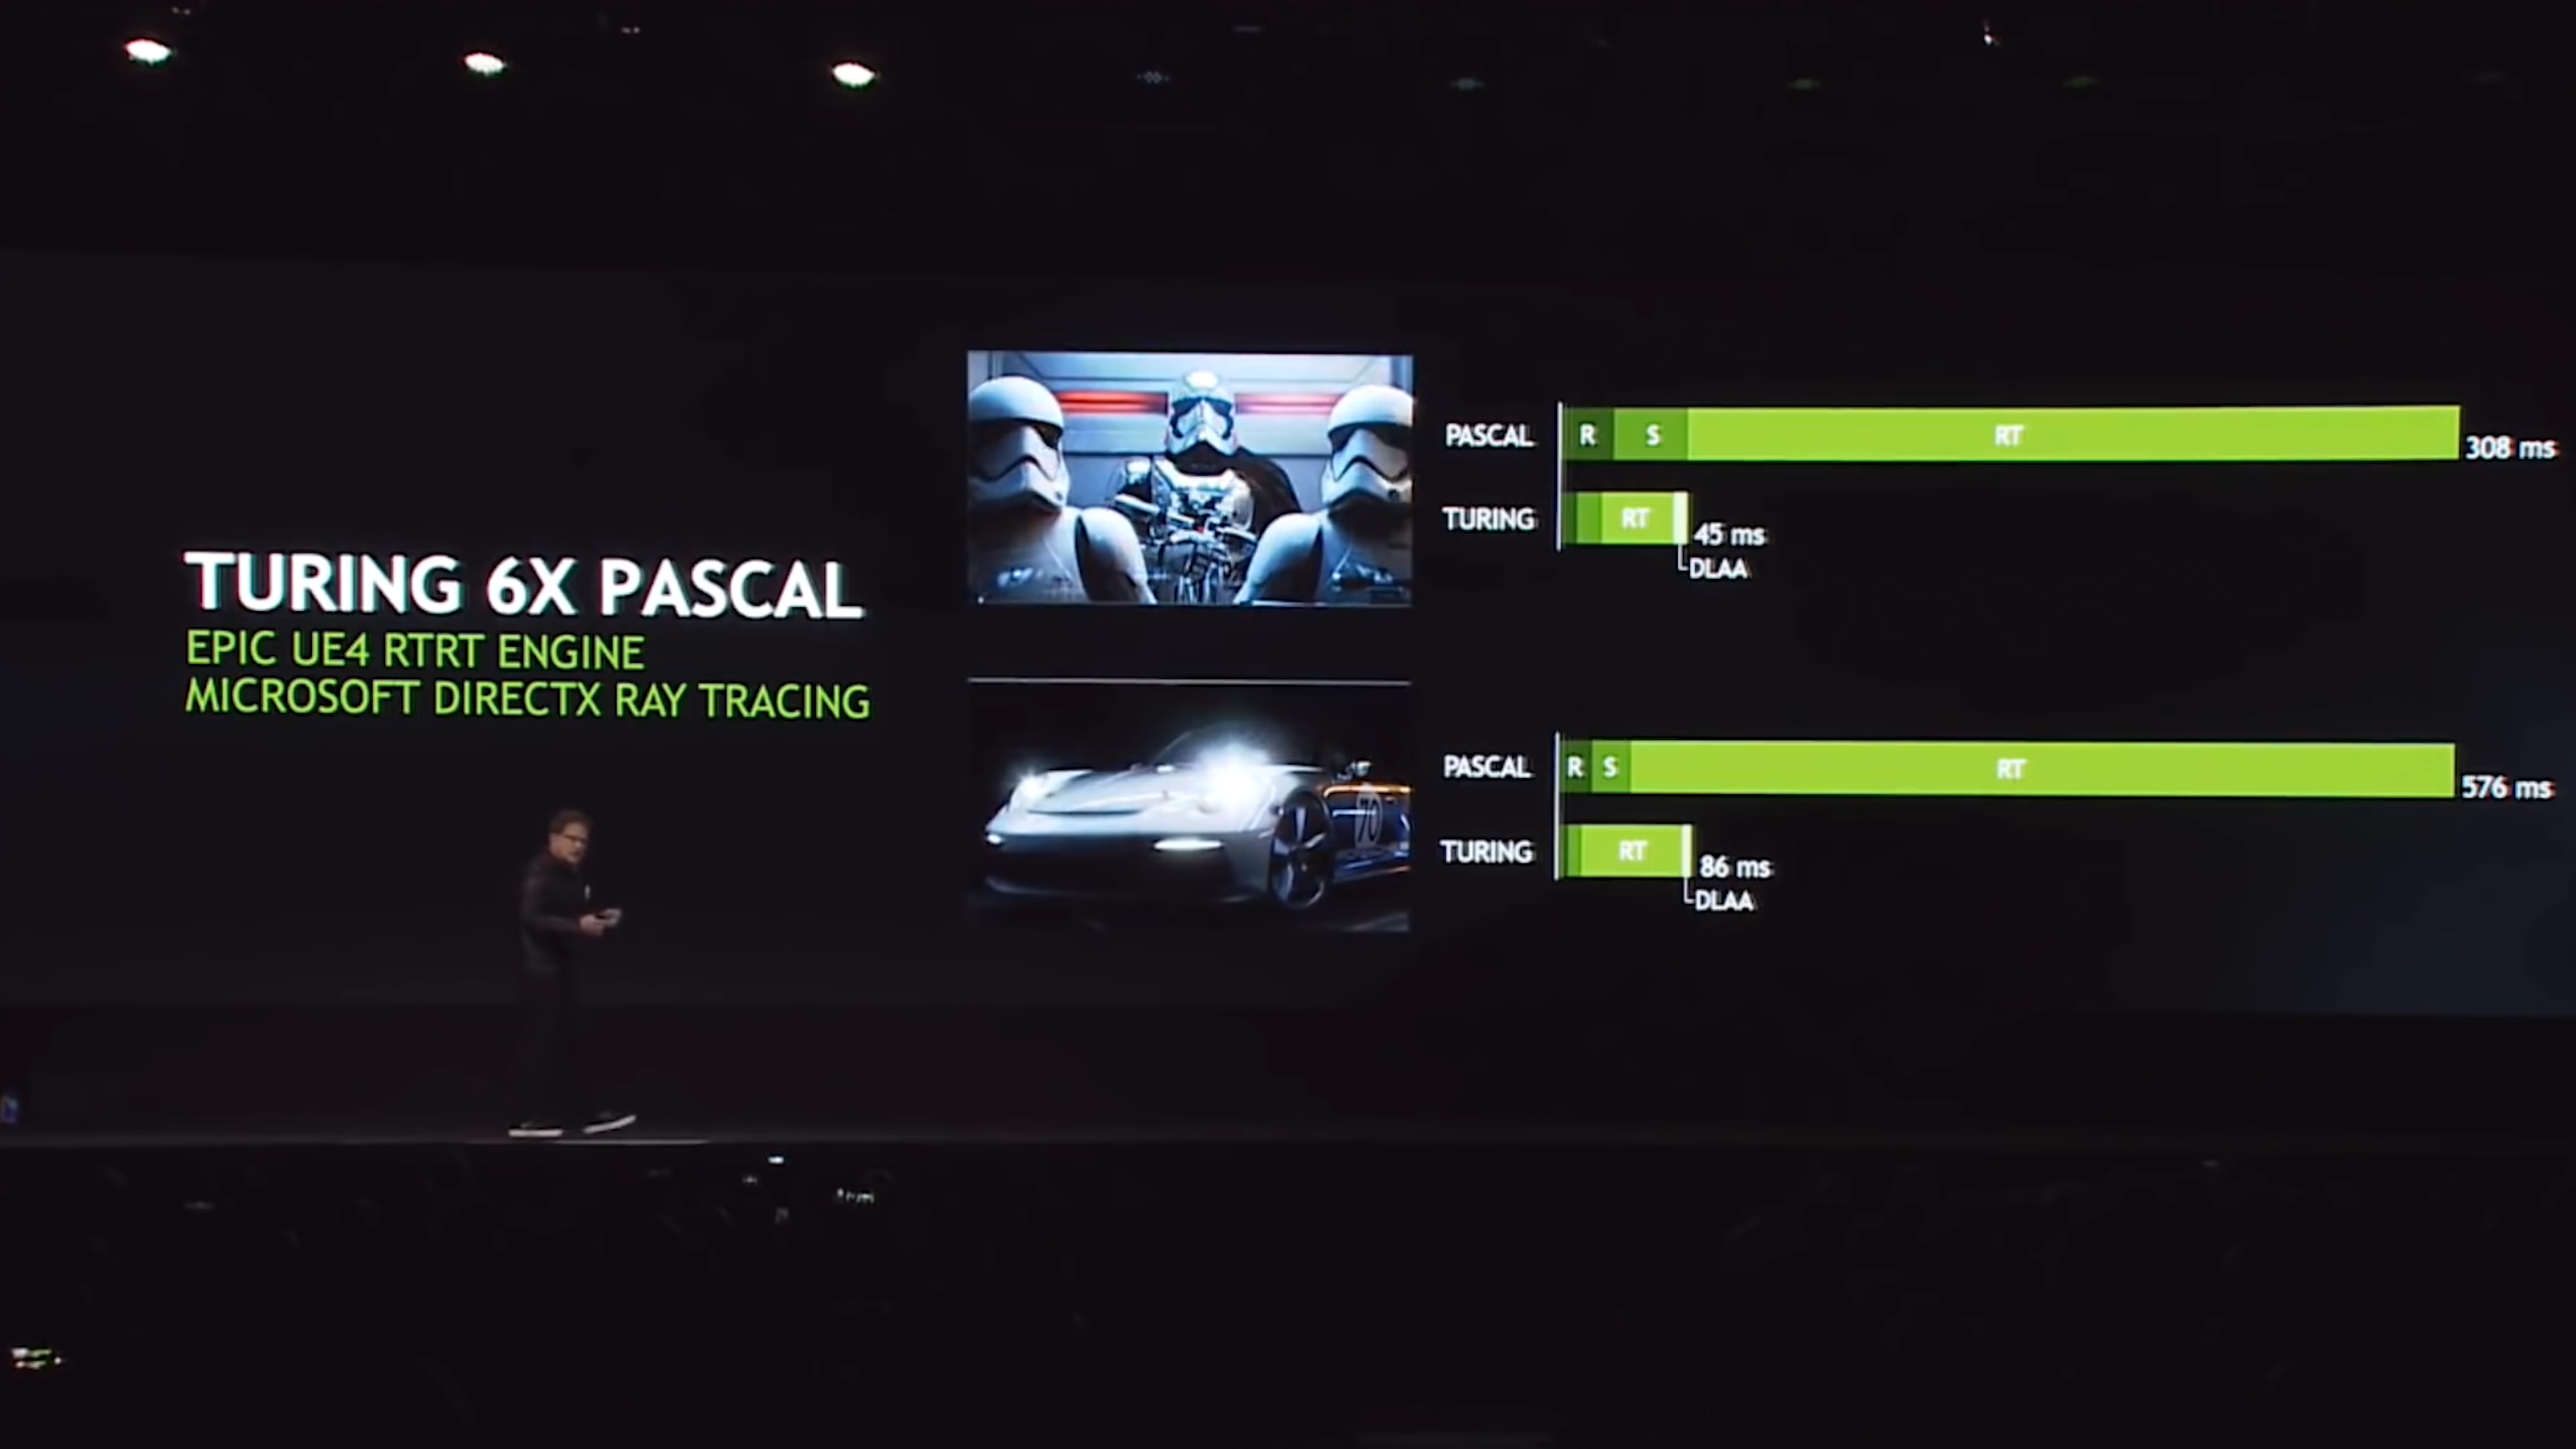 TURING 6X PASCAL
EPIC UE4 RTRT ENGINE
MICROSOFT DIRECTX RAY TRACING
PASCAL R S RT 308 ms
TURING RT 45 ms
DLAA
70
PASCAL R S RT 576 ms
TURING RT 86 ms
DLAA